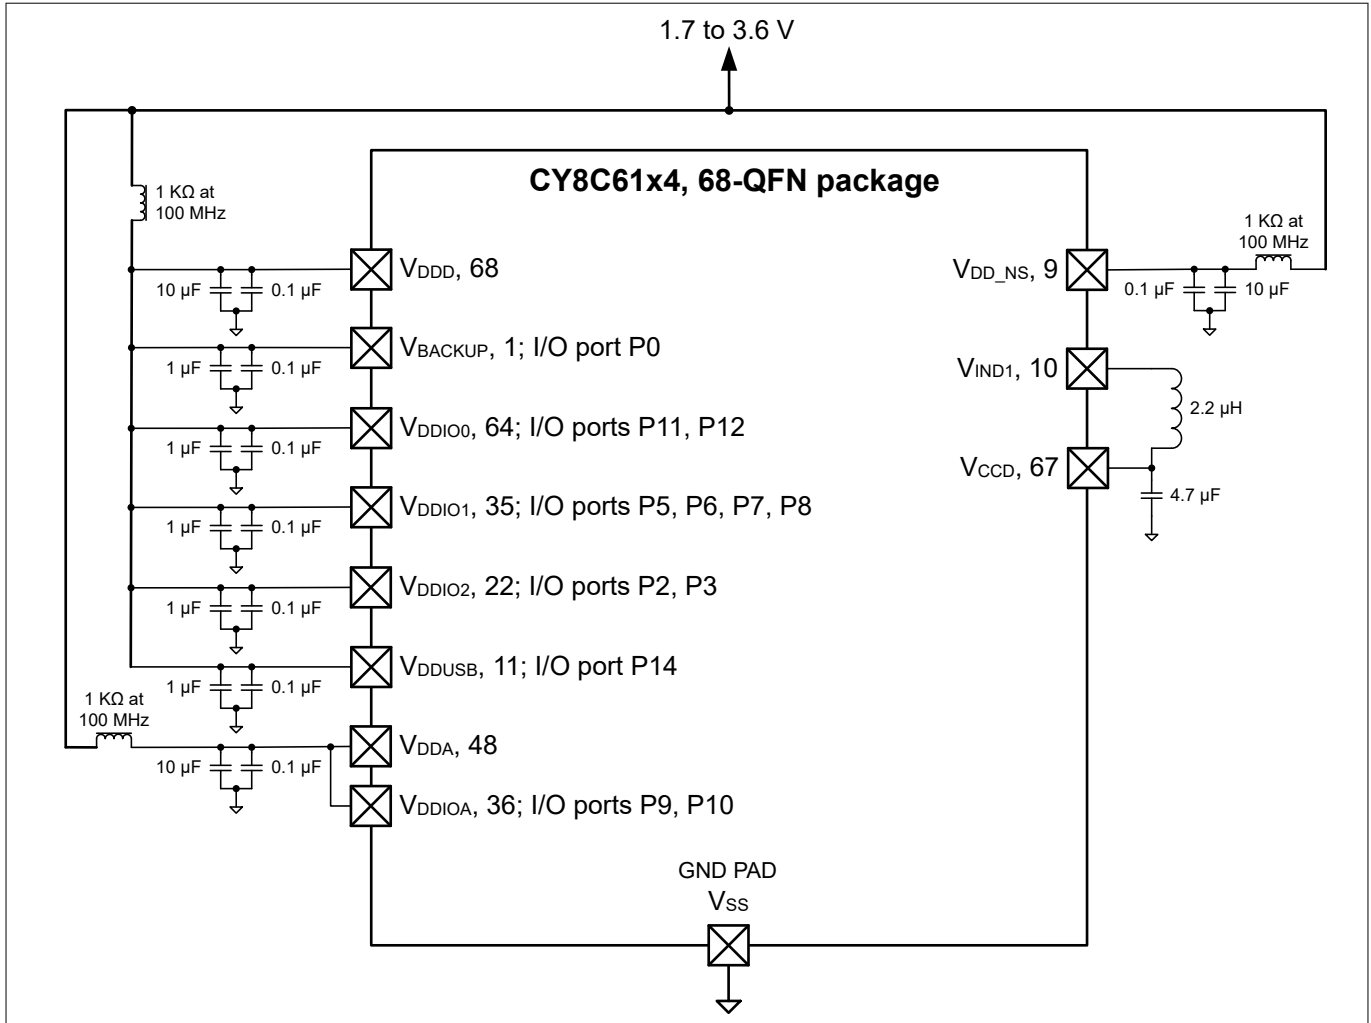 1.7 to 3.6 V
CY8C61x4, 68-QFN package
1 KΩ at
100 MHz
VDDD, 68
10 µF
0.1 µF
VBACKUP, 1; I/O port P0
1 µF
0.1 µF
VDDIO0, 64; I/O ports P11, P12
1 µF
0.1 µF
VDDIO1, 35; I/O ports P5, P6, P7, P8
1 µF
0.1 µF
VDDIO2, 22; I/O ports P2, P3
1 µF
0.1 µF
VDDUSB, 11; I/O port P14
1 µF
0.1 µF
1 KΩ at
100 MHz
VDDA, 48
10 µF
0.1 µF
VDDIOA, 36; I/O ports P9, P10
1 KΩ at
100 MHz
VDD_NS, 9
0.1 µF
10 µF
VIND1, 10
2.2 µH
VCCD, 67
4.7 µF
GND PAD
VSS